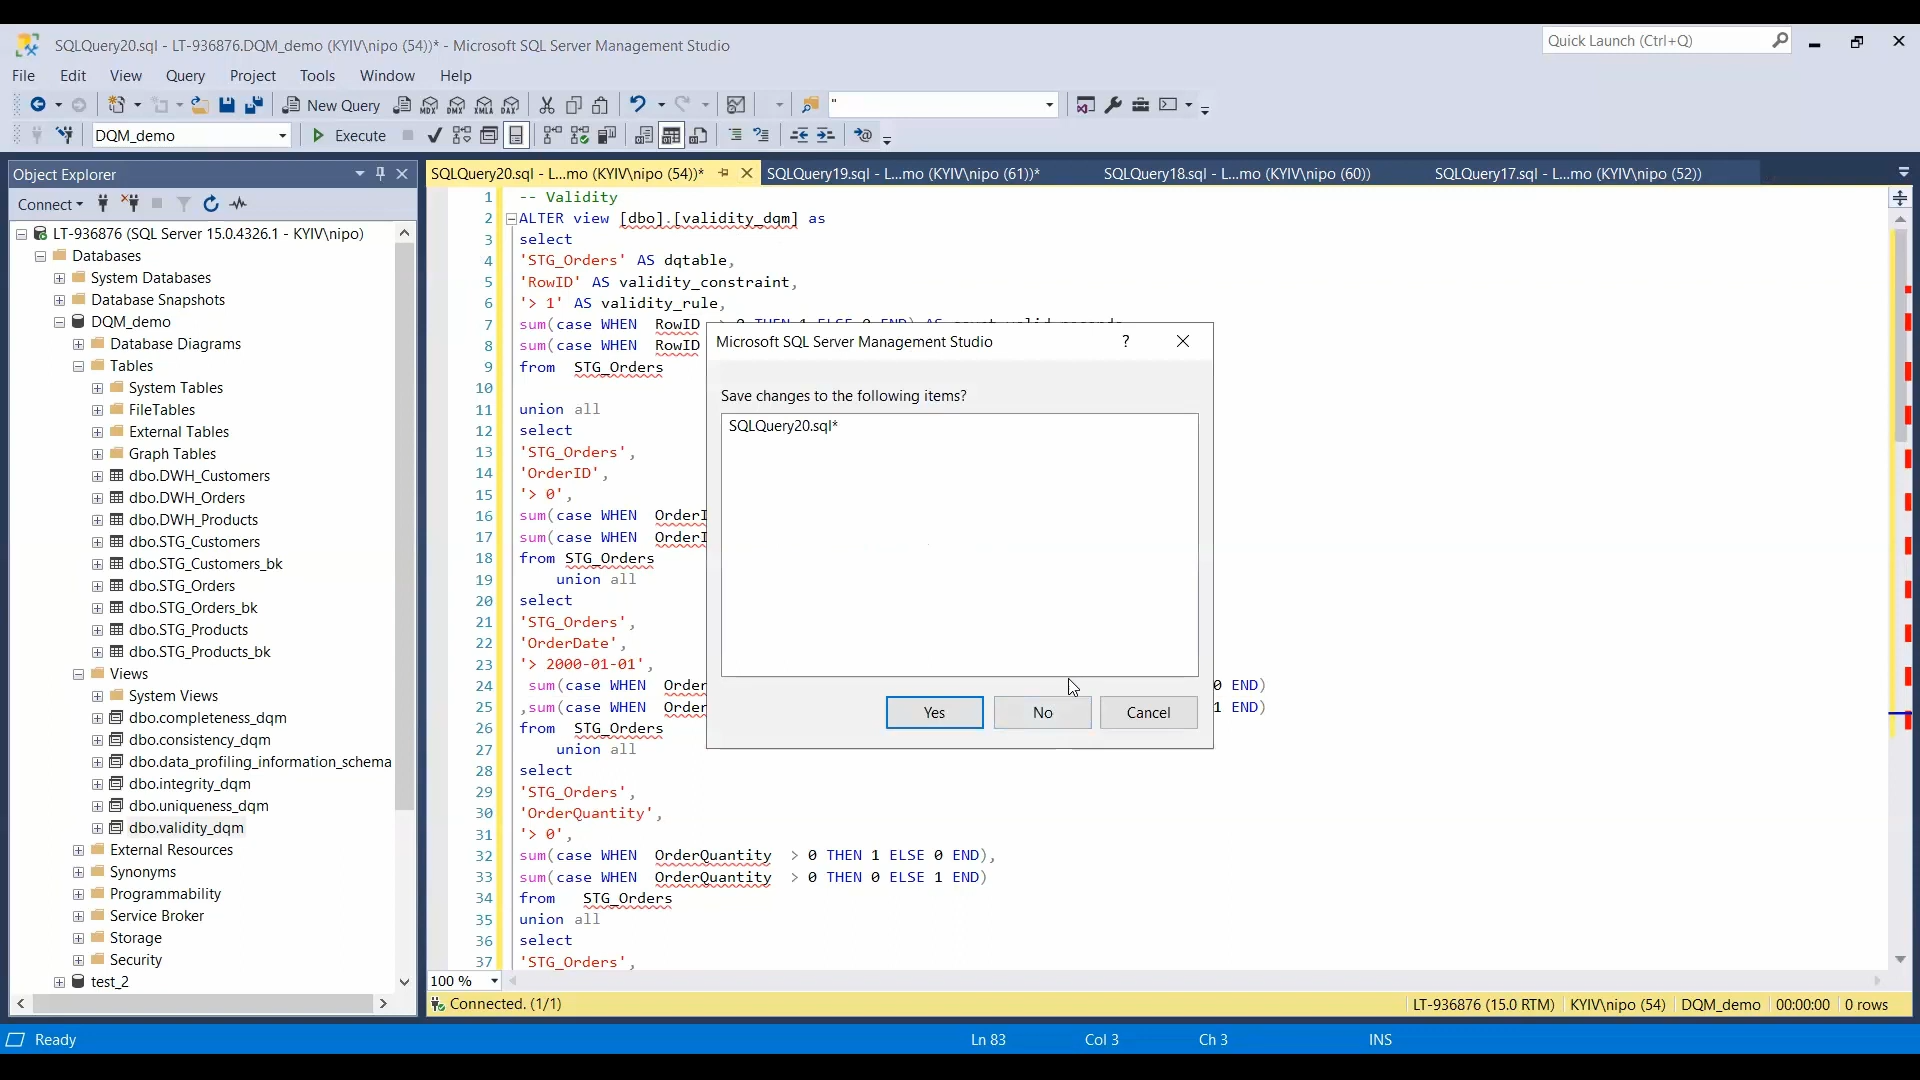 SQLQuery20.sql - LT-936876.DQM_demo (KYIV\nipo (54))* - Microsoft SQL Server Management Studio
Quick Launch (Ctrl+Q)
File Edit View Query Project Tools Window Help
New Query
MDX DMX XMLA DAX
"
DQM_demo
Execute
Object Explorer
SQLQuery20.sql - L...mo (KYIV\nipo (54))*
SQLQuery19.sql - L...mo (KYIV\nipo (61))*
SQLQuery18.sql - L...mo (KYIV\nipo (60))
SQLQuery17.sql - L...mo (KYIV\nipo (52))
Connect
LT-936876 (SQL Server 15.0.4326.1 - KYIV\nipo)
Databases
System Databases
Database Snapshots
DQM_demo
Database Diagrams
Tables
System Tables
FileTables
External Tables
Graph Tables
dbo.DWH_Customers
dbo.DWH_Orders
dbo.DWH_Products
dbo.STG_Customers
dbo.STG_Customers_bk
dbo.STG_Orders
dbo.STG_Orders_bk
dbo.STG_Products
dbo.STG_Products_bk
Views
System Views
dbo.completeness_dqm
dbo.consistency_dqm
dbo.data_profiling_information_schema
dbo.integrity_dqm
dbo.uniqueness_dqm
dbo.validity_dqm
External Resources
Synonyms
Programmability
Service Broker
Storage
Security
test_2
1 -- Validity
2 ALTER view [dbo].[validity_dqm] as
3 select
4 'STG_Orders' AS dqtable,
5 'RowID' AS validity_constraint,
6 '> 1' AS validity_rule,
7 sum(case WHEN RowID > 0 THEN 1 ELSE 0 END) AS count_valid_records
8 sum(case WHEN RowID
9 from STG_Orders
10
11 union all
12 select
13 'STG_Orders',
14 'OrderID',
15 '> 0',
16 sum(case WHEN OrderI
17 sum(case WHEN OrderI
18 from STG_Orders
19 union all
20 select
21 'STG_Orders',
22 'OrderDate',
23 '> 2000-01-01',
24 sum(case WHEN Order 0 END)
25 ,sum(case WHEN Order 1 END)
26 from STG_Orders
27 union all
28 select
29 'STG_Orders',
30 'OrderQuantity',
31 '> 0',
32 sum(case WHEN OrderQuantity > 0 THEN 1 ELSE 0 END),
33 sum(case WHEN OrderQuantity > 0 THEN 0 ELSE 1 END)
34 from STG_Orders
35 union all
36 select
37 'STG_Orders',
Microsoft SQL Server Management Studio
?
Save changes to the following items?
SQLQuery20.sql*
Yes No Cancel
100 %
Connected. (1/1)
LT-936876 (15.0 RTM) KYIV\nipo (54) DQM_demo 00:00:00 0 rows
Ready Ln 83 Col 3 Ch 3 INS